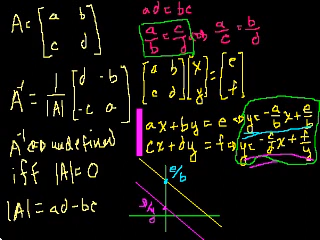 A = [a b
c d]
A⁻¹ = 1/|A| [d -b
-c a]
A⁻¹ undefined
iff |A|=0
|A| = ad-bc
ad = bc
a/b = c/d ⇒ a/c = b/d
[a b
c d] [x
y] = [e
f]
ax+by = e ⇒ y = -a/b x + e/b
cx+dy = f ⇒ y =
e/b